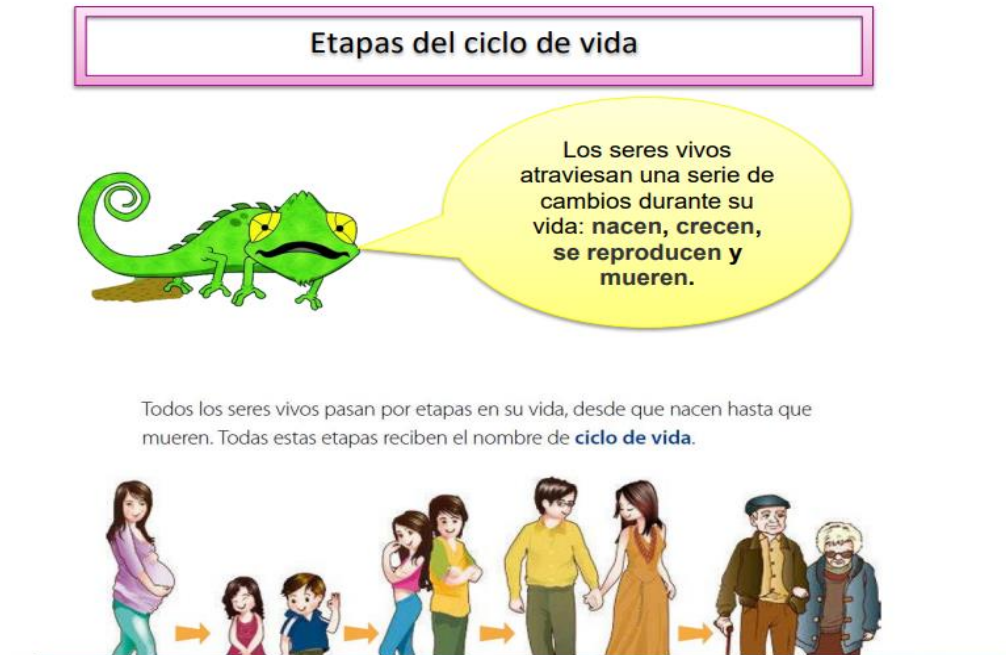 Etapas del ciclo de vida
Los seres vivos
atraviesan una serie de
cambios durante su
vida: nacen, crecen,
se reproducen y
mueren.
Todos los seres vivos pasan por etapas en su vida, desde que nacen hasta que
mueren. Todas estas etapas reciben el nombre de ciclo de vida.